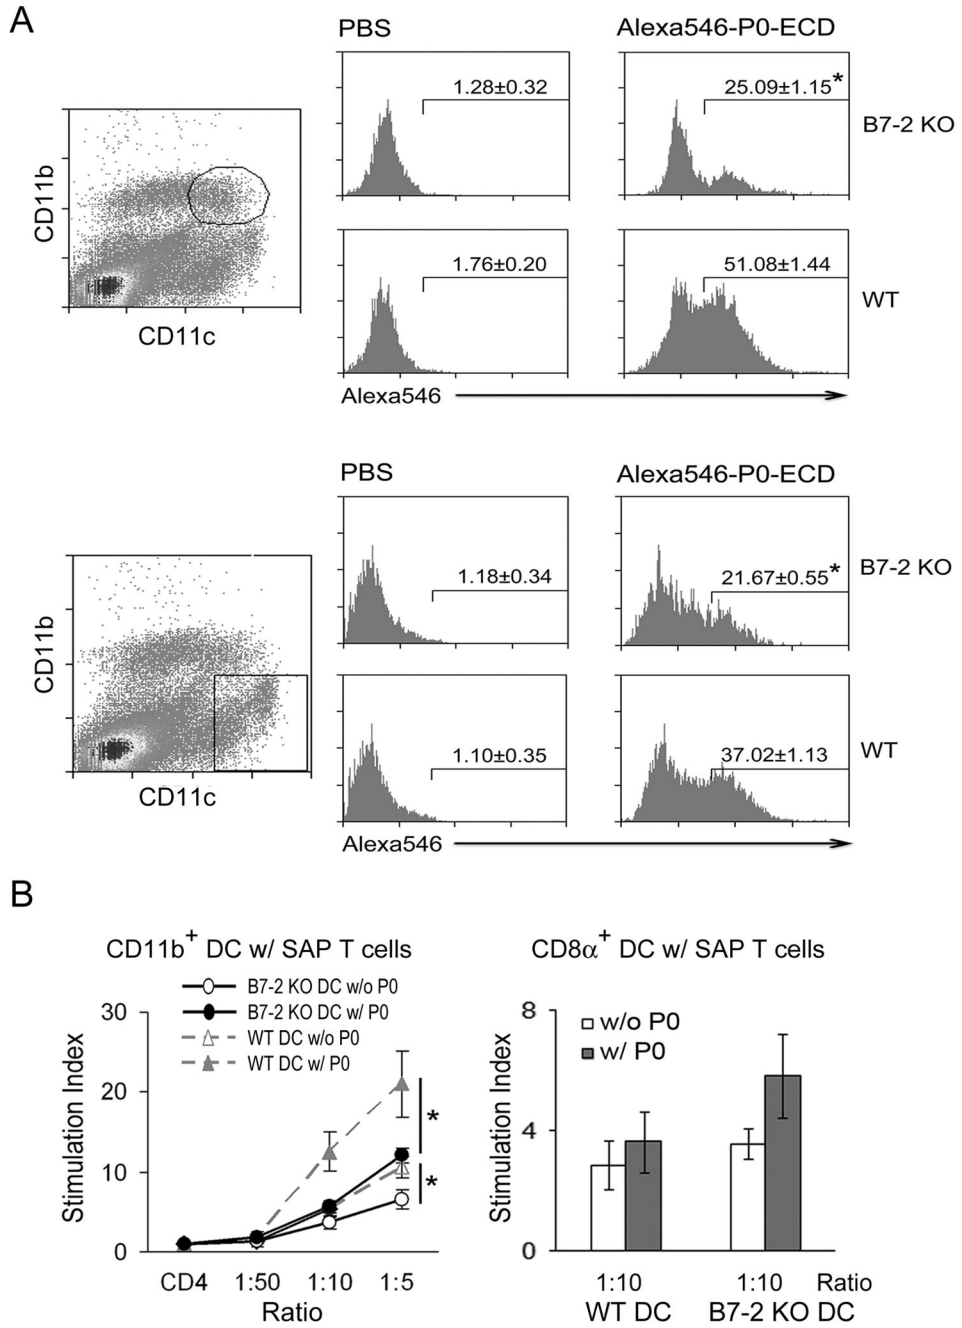 A
PBS
Alexa546-P0-ECD
1.28±0.32
25.09±1.15*
B7-2 KO
CD11b
CD11c
1.76±0.20
51.08±1.44
WT
Alexa546
PBS
Alexa546-P0-ECD
1.18±0.34
21.67±0.55*
B7-2 KO
CD11b
CD11c
1.10±0.35
37.02±1.13
WT
Alexa546
B
CD11b+ DC w/ SAP T cells
B7-2 KO DC w/o P0
B7-2 KO DC w/ P0
WT DC w/o P0
WT DC w/ P0
Stimulation Index
30
20
10
0
*
*
CD4 1:50 1:10 1:5
Ratio
CD8α+ DC w/ SAP T cells
w/o P0
w/ P0
Stimulation Index
8
4
0
1:10 1:10 Ratio
WT DC B7-2 KO DC